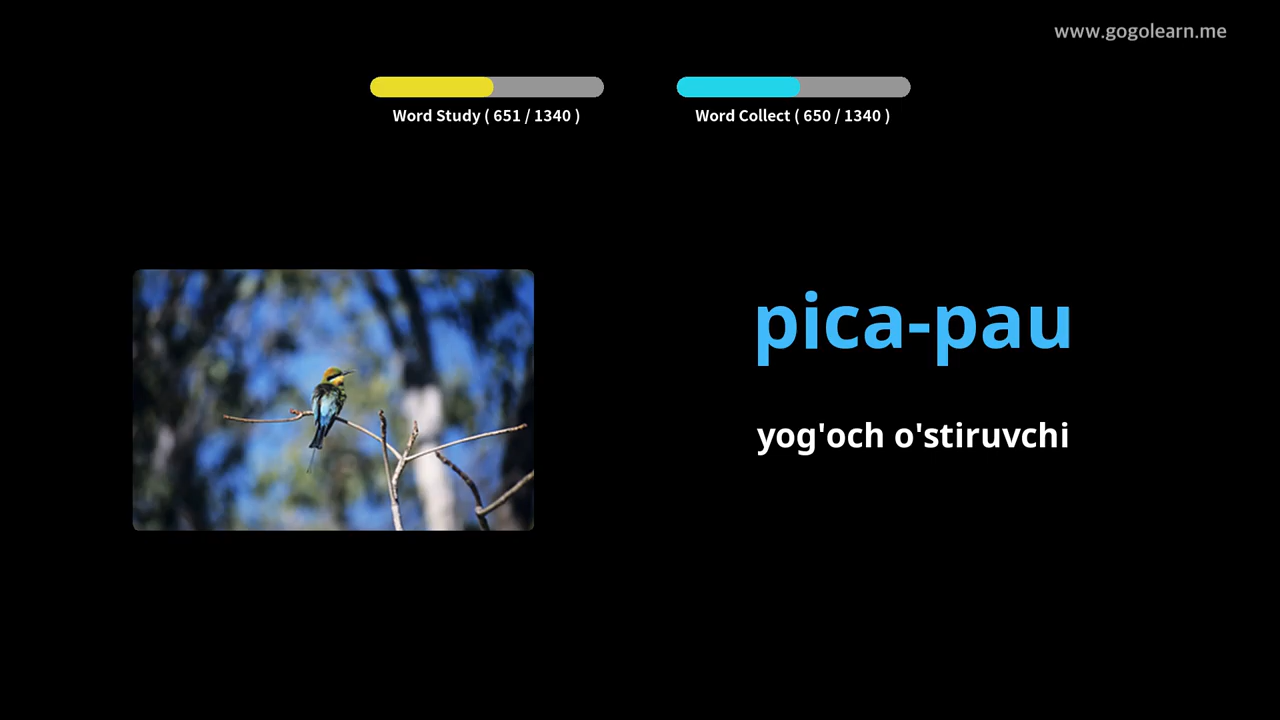 www.gogolearn.me
Word Study ( 651 / 1340 )
Word Collect ( 650 / 1340 )
pica-pau
yog'och o'stiruvchi